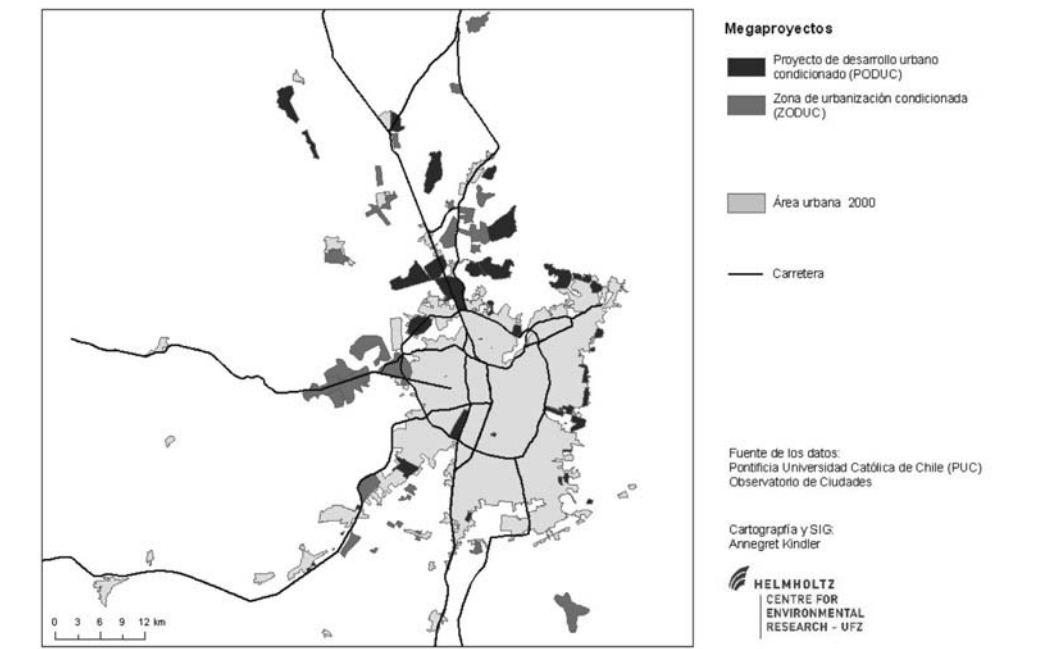 Megaproyectos
Proyecto de desarrollo urbano
condicionado (PODUC)
Zona de urbanización condicionada
(ZODUC)
Área urbana 2000
Carretera
Fuente de los datos:
Pontificia Universidad Católica de Chile (PUC)
Observatorio de Ciudades
Cartograpfía y SIG:
Annegret Kindler
HELMHOLTZ
CENTRE FOR
ENVIRONMENTAL
RESEARCH – UFZ
0 3 6 9 12 km